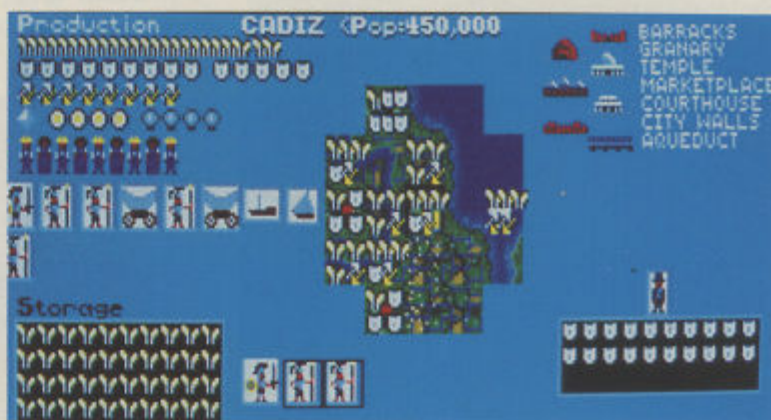 Production
CADIZ (Pop:450,000
BARRACKS
GRANARY
TEMPLE
MARKETPLACE
COURTHOUSE
CITY WALLS
AQUEDUCT
Storage